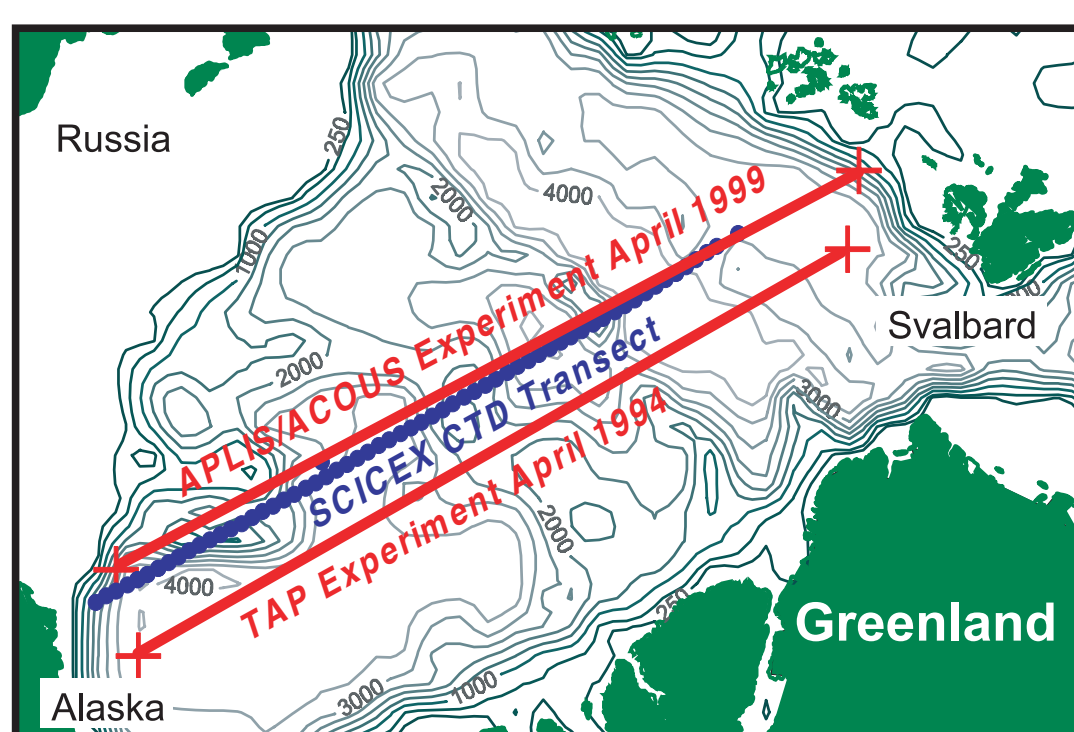 Russia
250
1000
2000
4000
2000
APLIS/ACOUS Experiment April 1999
SCICEX CTD Transect
TAP Experiment April 1994
250
Svalbard
3000
2000
4000
250
Greenland
3000
1000
Alaska